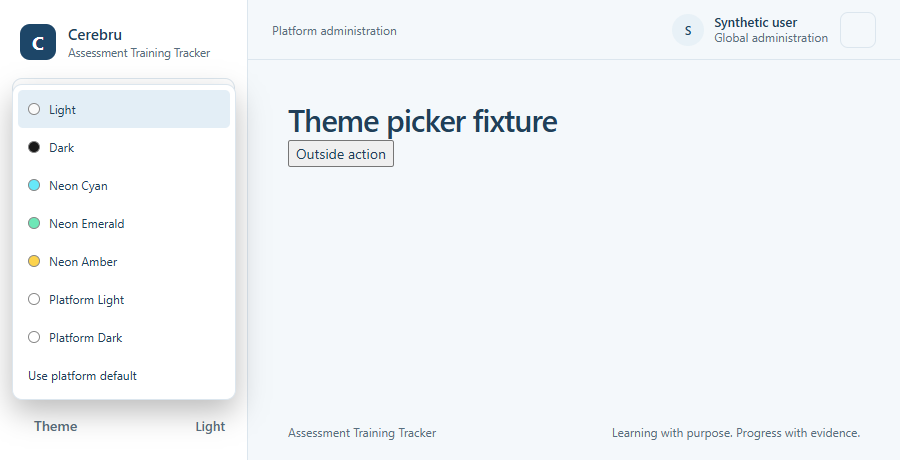 C
Cerebru
Assessment Training Tracker
Platform administration
S
Synthetic user
Global administration
Light
Dark
Neon Cyan
Neon Emerald
Neon Amber
Platform Light
Platform Dark
Use platform default
Theme
Light
Theme picker fixture
Outside action
Assessment Training Tracker
Learning with purpose. Progress with evidence.